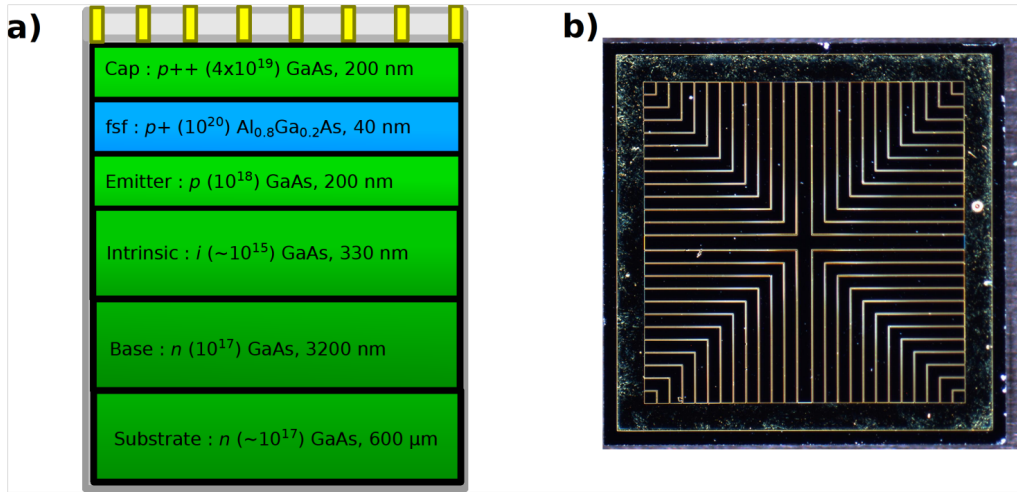 a)
Cap : p++ (4x10¹⁹) GaAs, 200 nm
fsf : p+ (10²⁰) Al₀.₈Ga₀.₂As, 40 nm
Emitter : p (10¹⁸) GaAs, 200 nm
Intrinsic : i (~10¹⁵) GaAs, 330 nm
Base : n (10¹⁷) GaAs, 3200 nm
Substrate : n (~10¹⁷) GaAs, 600 µm
b)